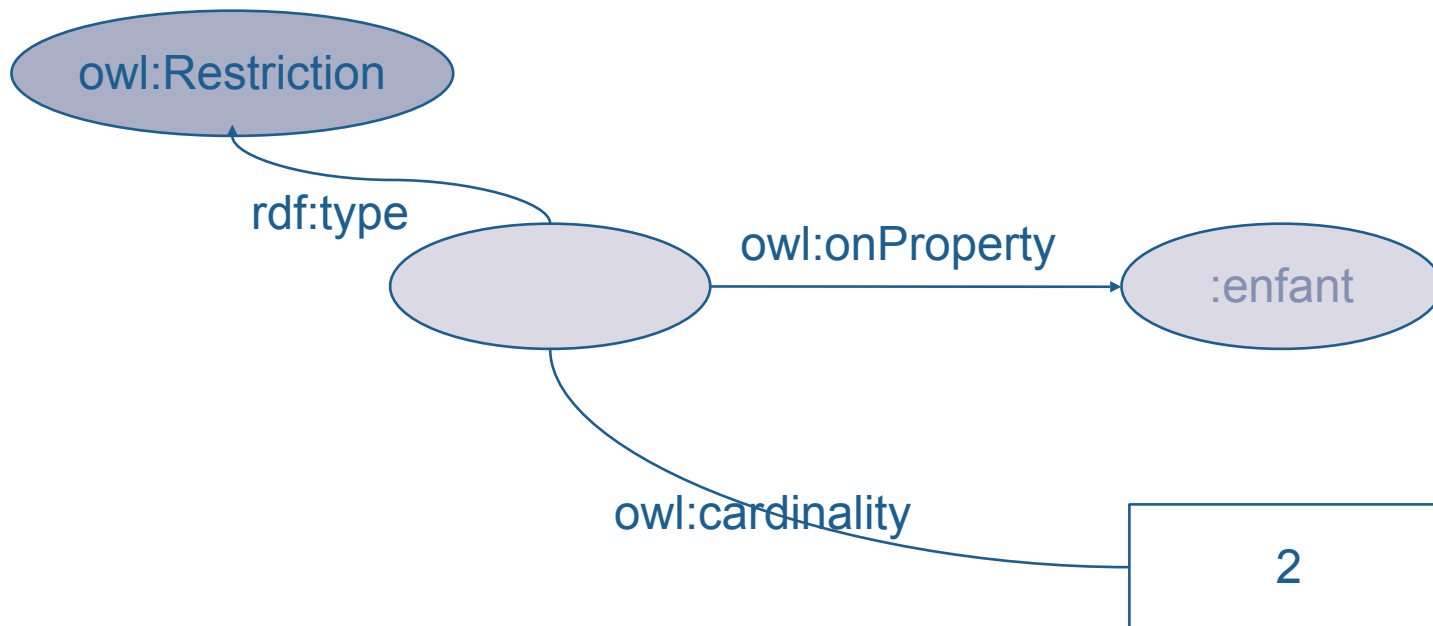 owl:Restriction
rdf:type
owl:onProperty
:enfant
owl:cardinality
2